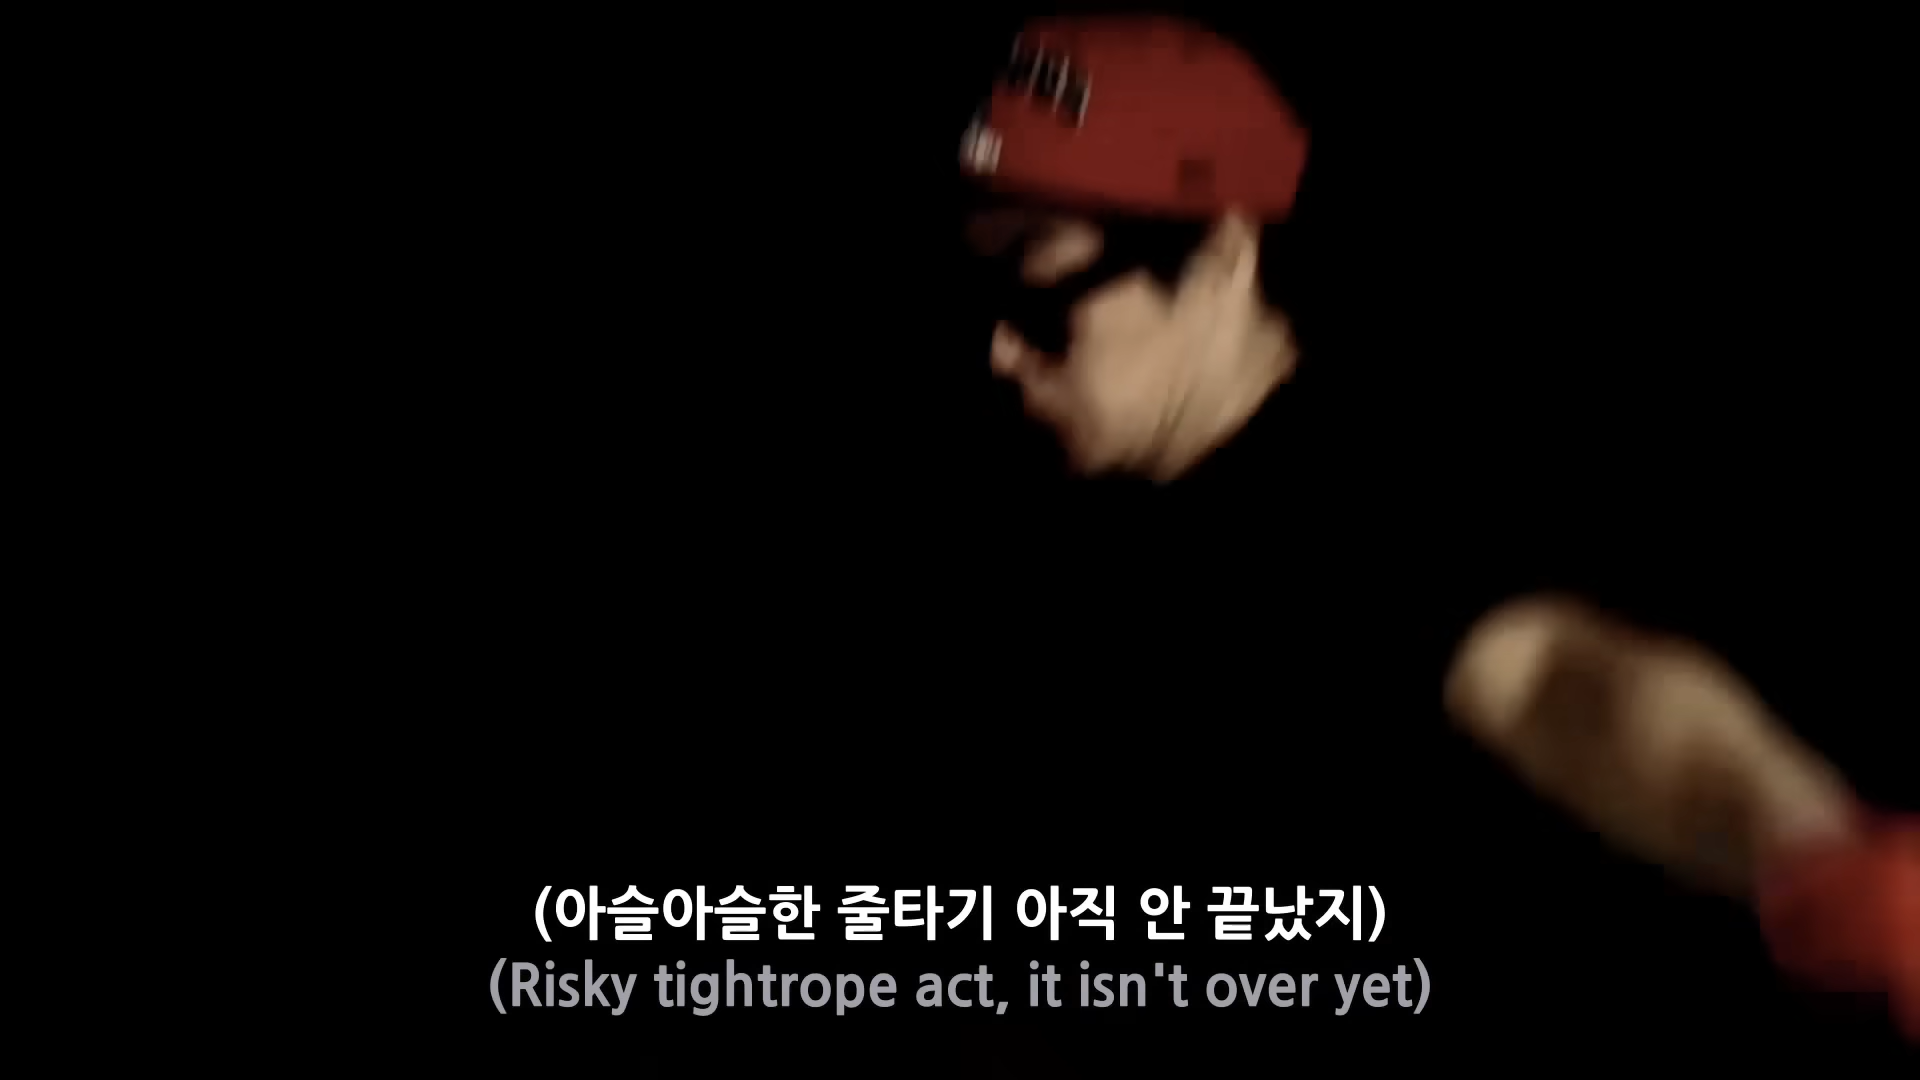 (아슬아슬한 줄타기 아직 안 끝났지)
(Risky tightrope act, it isn't over yet)